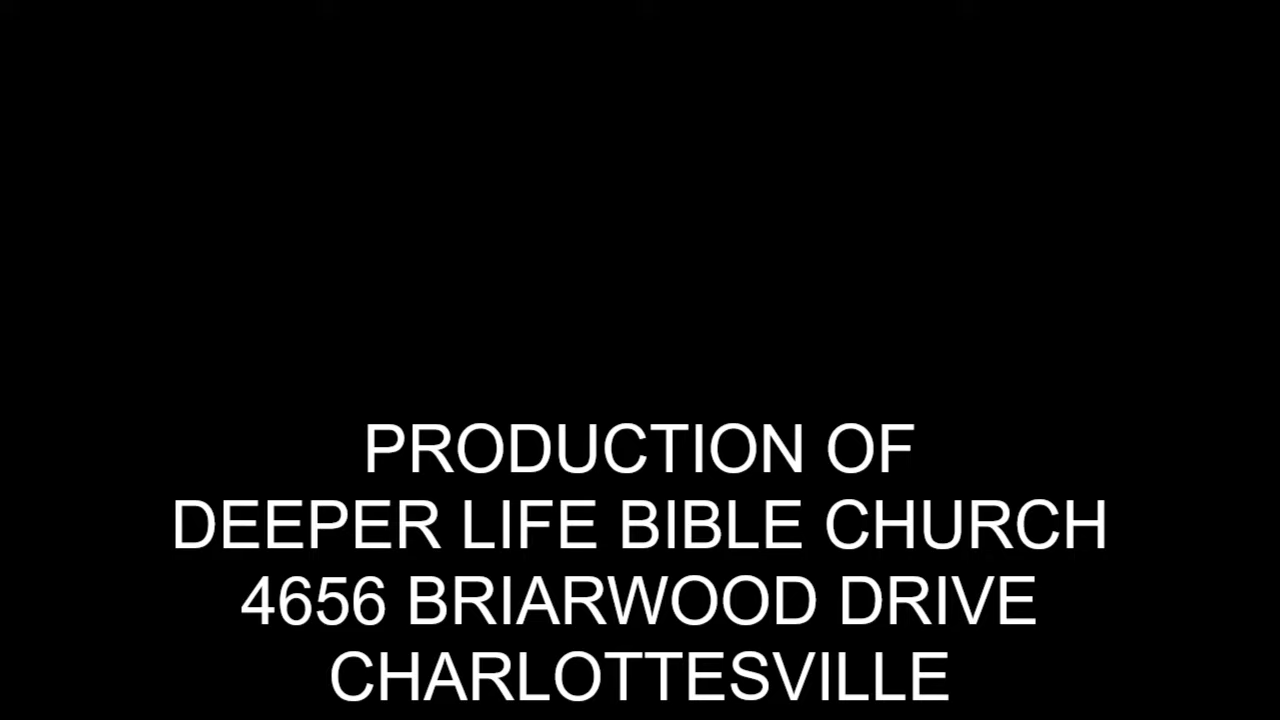 PRODUCTION OF
DEEPER LIFE BIBLE CHURCH
4656 BRIARWOOD DRIVE
CHARLOTTESVILLE